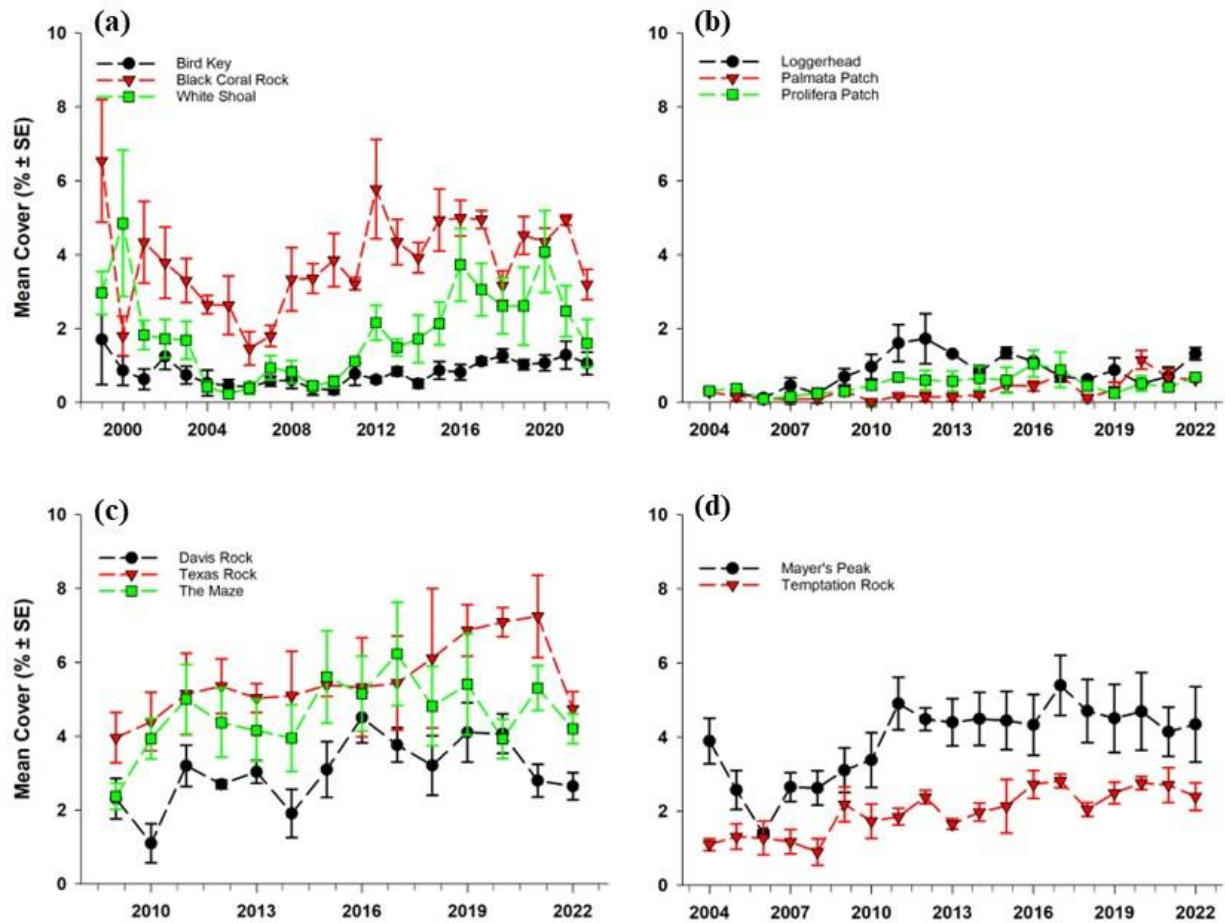 (a)
Bird Key
Black Coral Rock
White Shoal
Mean Cover (% ± SE)
10
8
6
4
2
0
2000 2004 2008 2012 2016 2020
(b)
Loggerhead
Palmata Patch
Prolifera Patch
10
8
6
4
2
0
2004 2007 2010 2013 2016 2019 2022
(c)
Davis Rock
Texas Rock
The Maze
Mean Cover (% ± SE)
10
8
6
4
2
0
2010 2013 2016 2019 2022
(d)
Mayer's Peak
Temptation Rock
10
8
6
4
2
0
2004 2007 2010 2013 2016 2019 2022